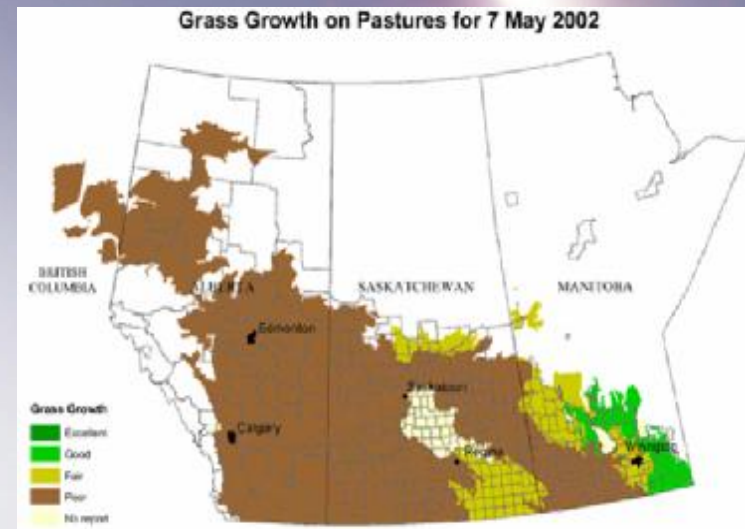 Grass Growth on Pastures for 7 May 2002
BRITISH
COLUMBIA
ALBERTA
SASKATCHEWAN
MANITOBA
Edmonton
Saskatoon
Calgary
Regina
Winnipeg
Grass Growth
Excellent
Good
Fair
Poor
No report